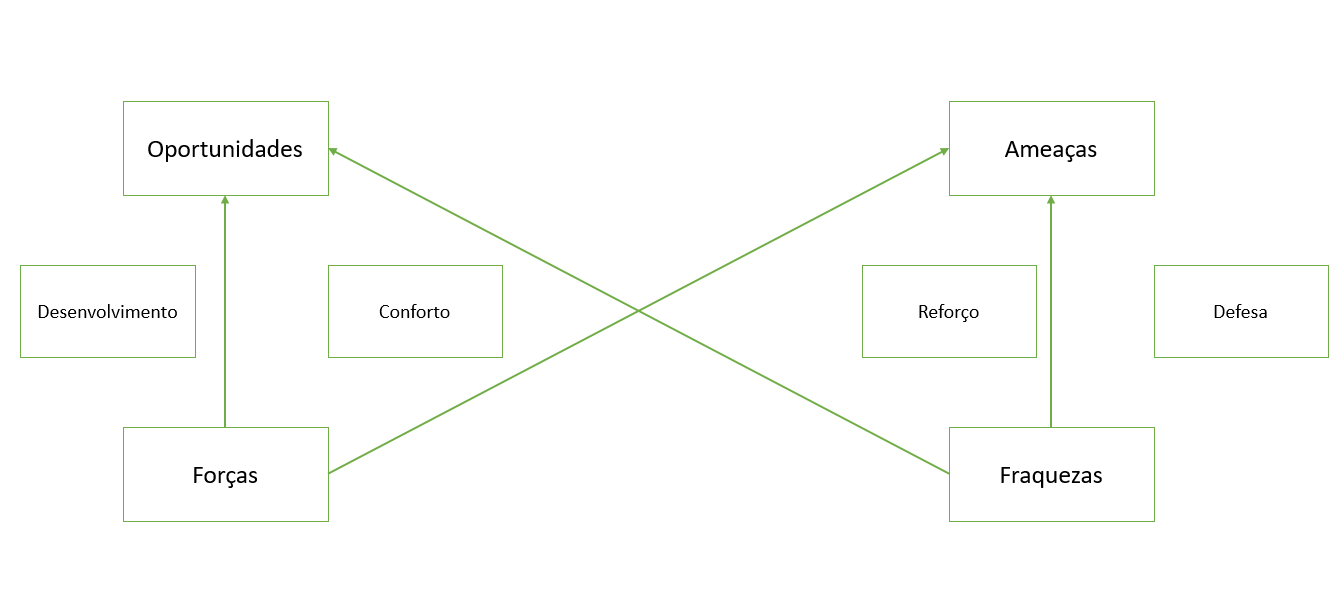 Oportunidades
Ameaças
Desenvolvimento
Conforto
Reforço
Defesa
Forças
Fraquezas